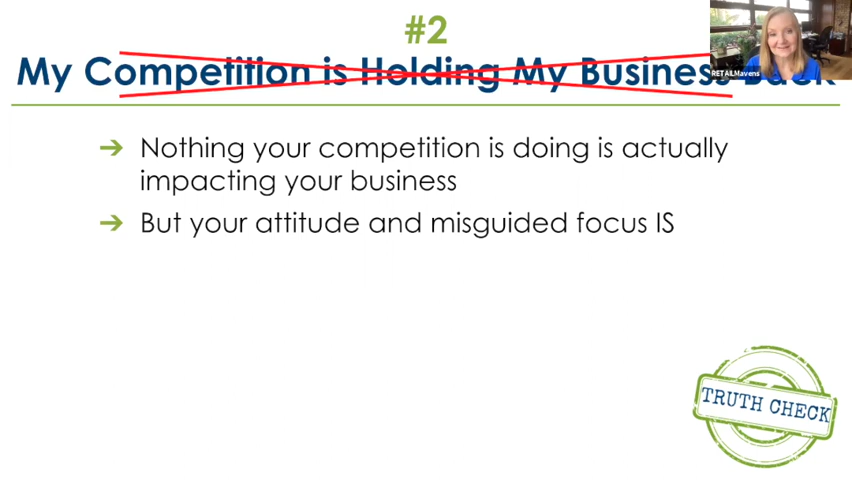 #2
My Competition is Holding My Business Back
RETAILMavens
➔ Nothing your competition is doing is actually
impacting your business
➔ But your attitude and misguided focus IS
TRUTH CHECK